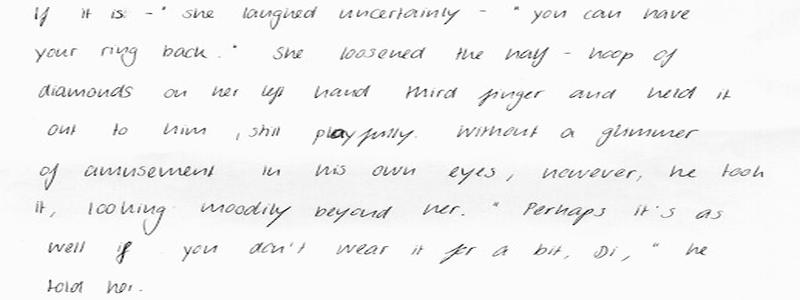 If it is -" she laughed uncertainly - "you can have
your ring back." She loosened the half-hoop of
diamonds on her left hand third finger and held it
out to him, still playfully. Without a glimmer
of amusement in his own eyes, however, he took
it, looking moodily beyond her. "Perhaps it's as
well if you don't wear it for a bit, Di," he
told her.